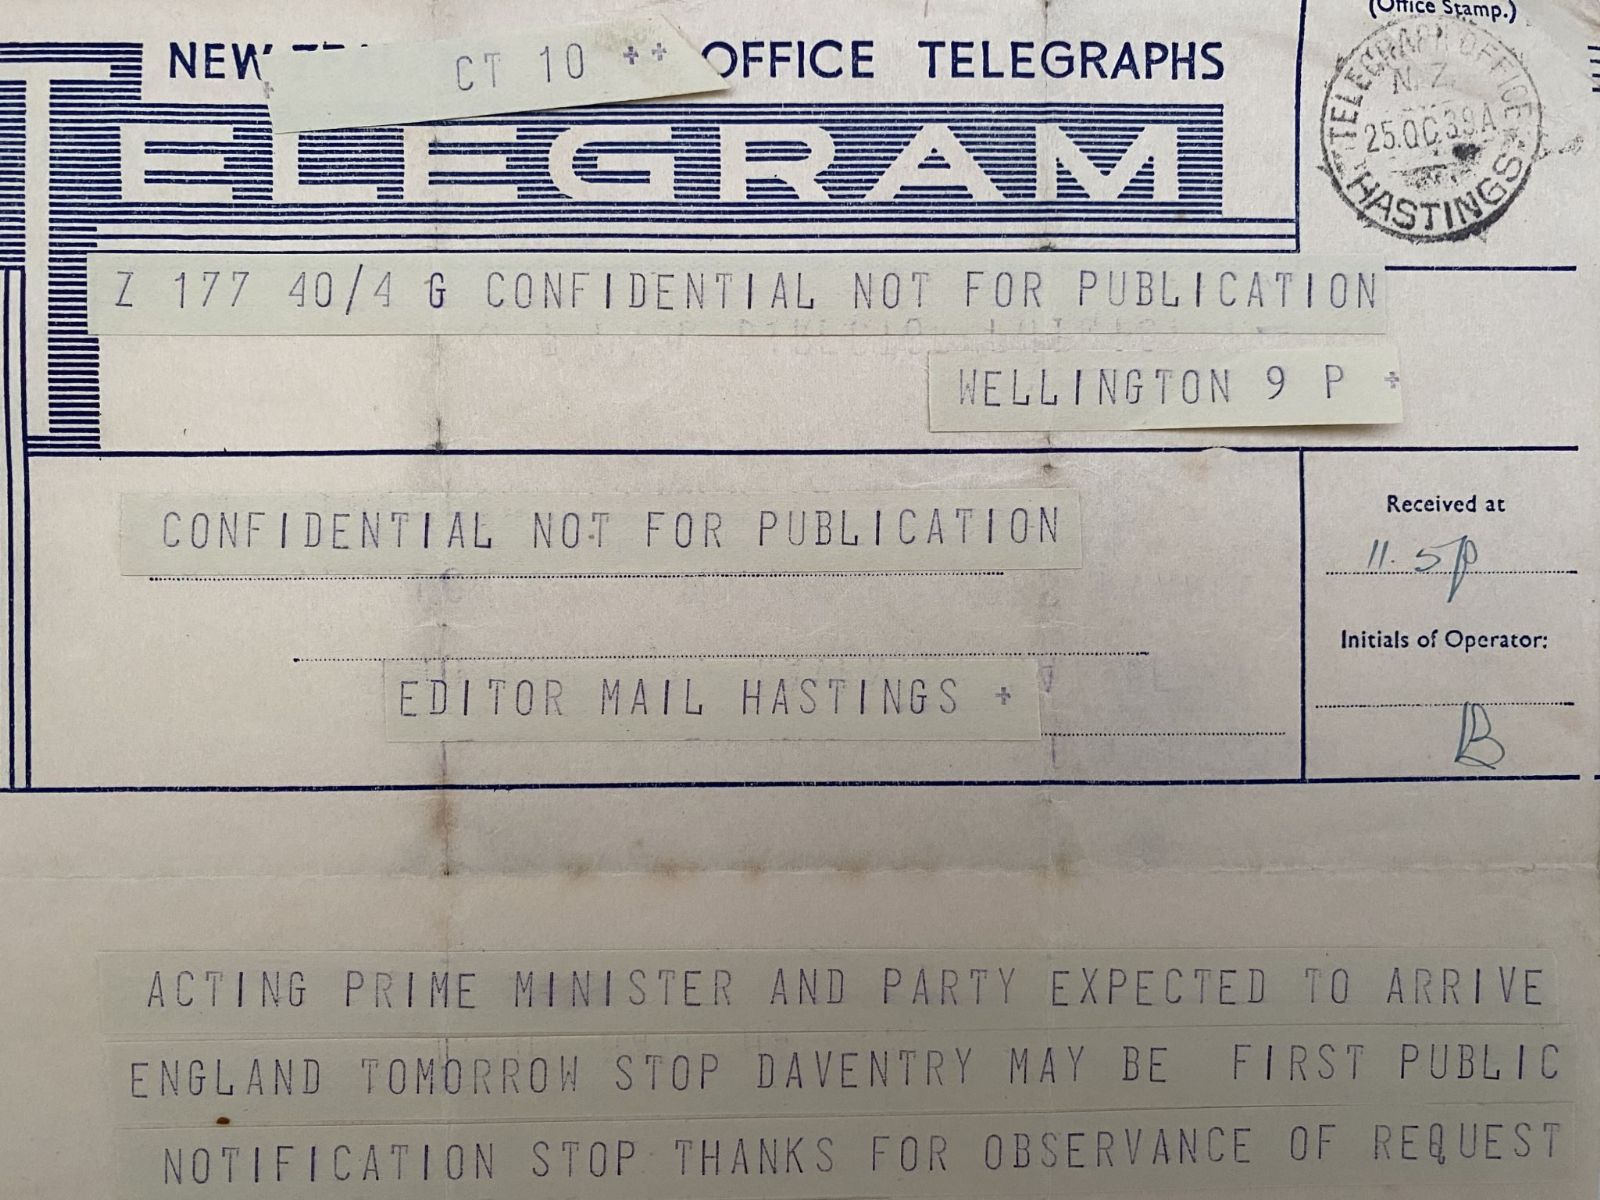 (Office Stamp.)
NEW
OFFICE TELEGRAPHS
CT 10 ++
TELEGRAM
TELEGRAPH OFFICE
N.Z.
25.OC39A
HASTINGS
Z 177 40/4 G CONFIDENTIAL NOT FOR PUBLICATION
WELLINGTON 9 P +
CONFIDENTIAL NOT FOR PUBLICATION
Received at
11.5p
EDITOR MAIL HASTINGS +
Initials of Operator:
B
ACTING PRIME MINISTER AND PARTY EXPECTED TO ARRIVE
ENGLAND TOMORROW STOP DAVENTRY MAY BE FIRST PUBLIC
NOTIFICATION STOP THANKS FOR OBSERVANCE OF REQUEST